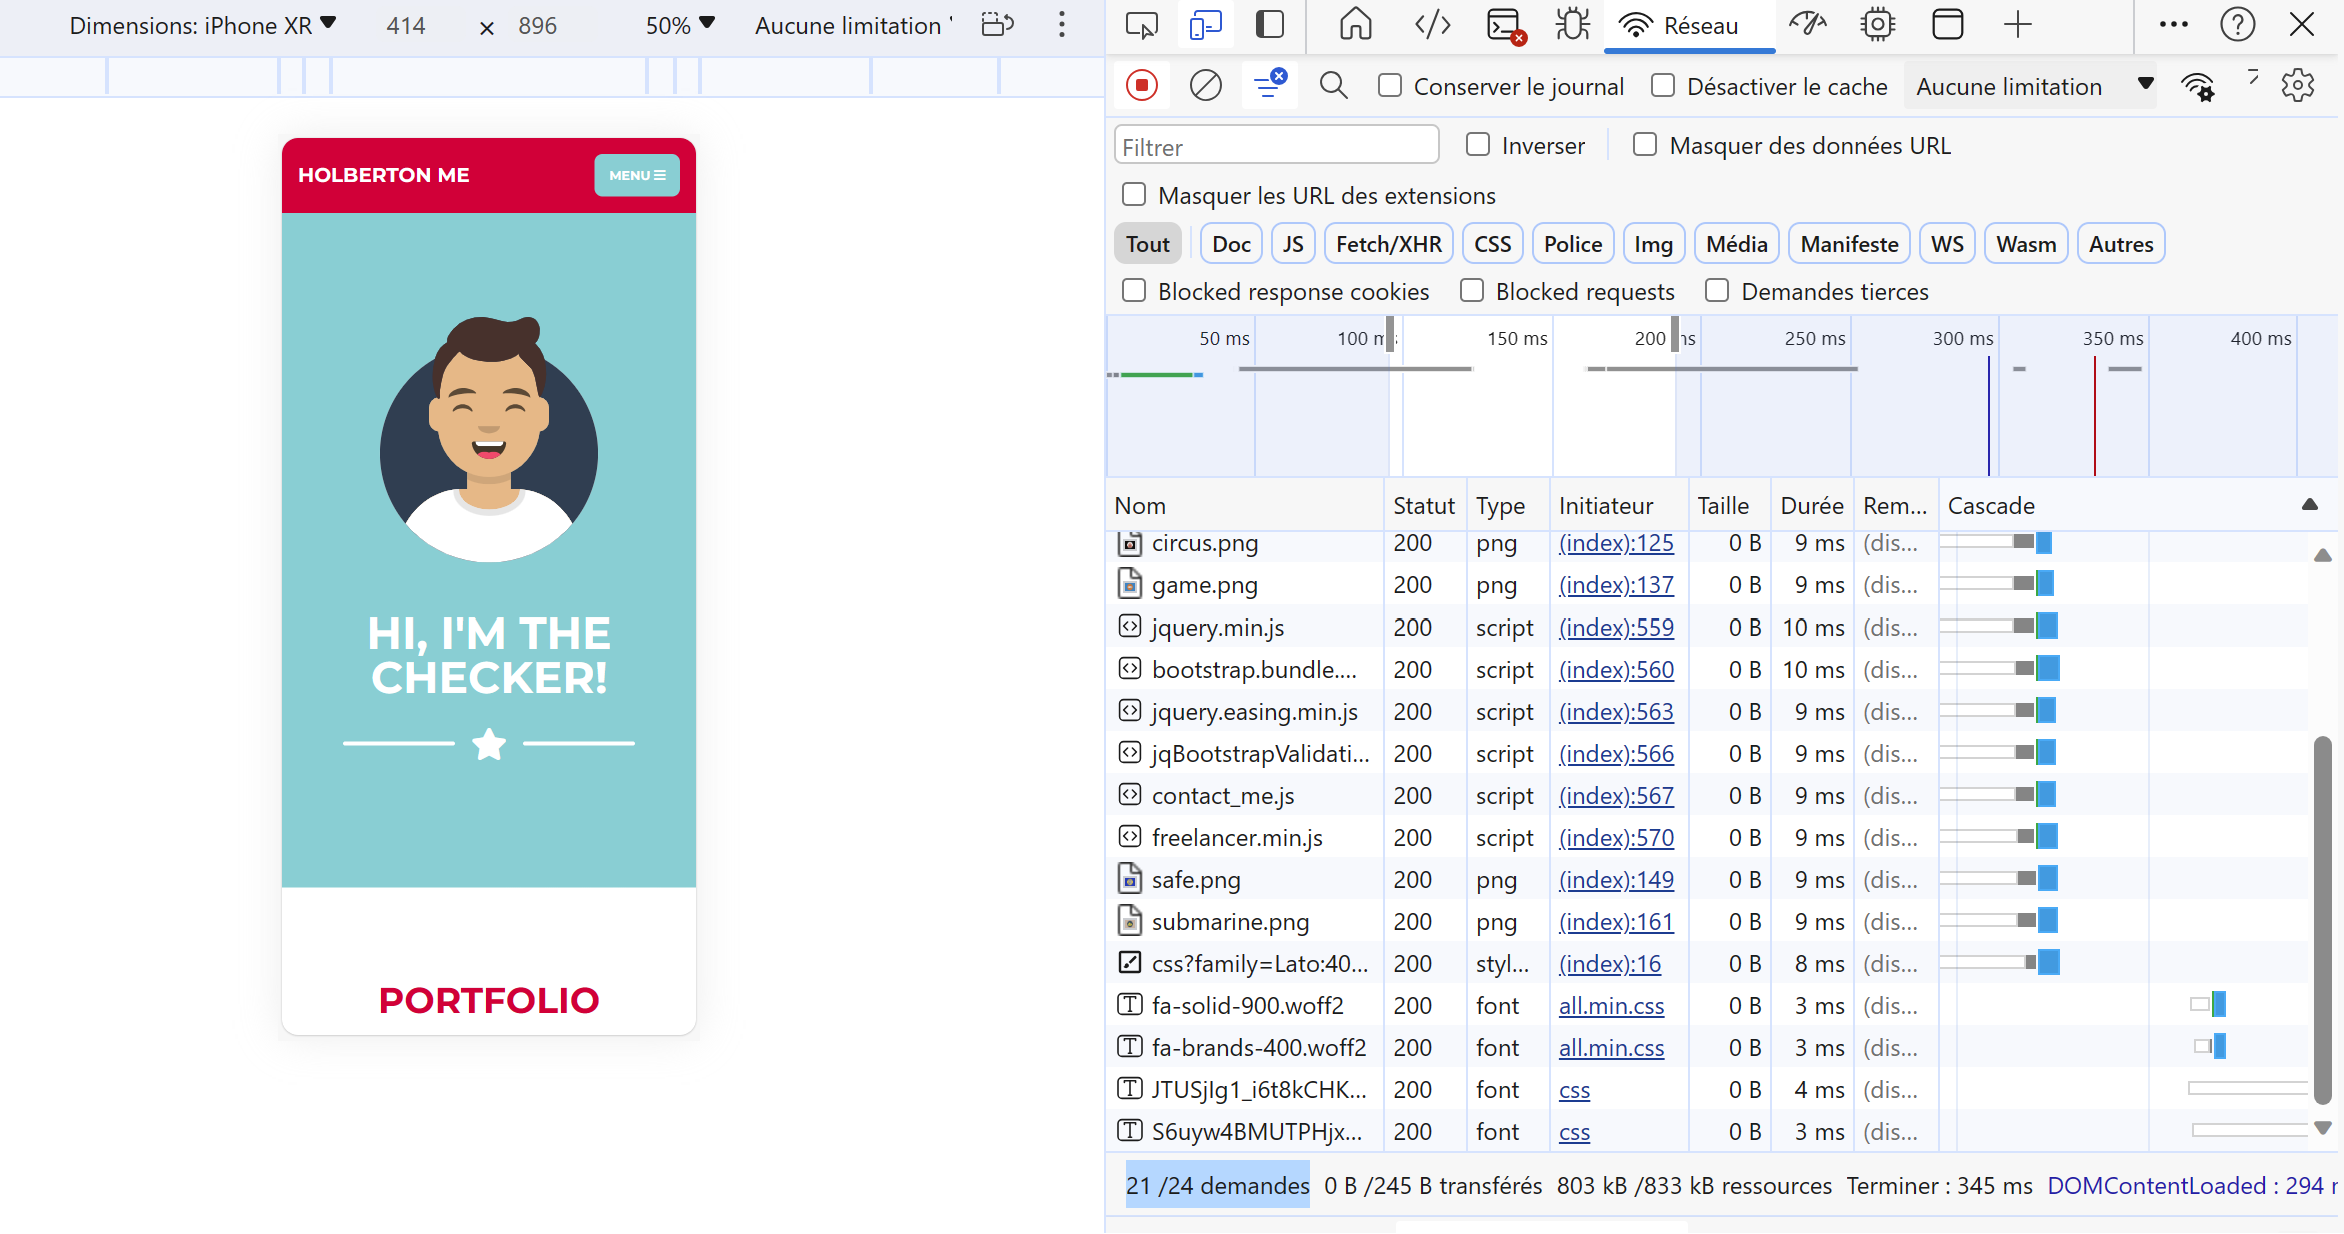 Dimensions: iPhone XR 414 × 896 50% Aucune limitation
HOLBERTON ME MENU
HI, I'M THE
CHECKER!
PORTFOLIO
Réseau
Conserver le journal Désactiver le cache Aucune limitation
Filtrer Inverser Masquer des données URL
Masquer les URL des extensions
Tout Doc JS Fetch/XHR CSS Police Img Média Manifeste WS Wasm Autres
Blocked response cookies Blocked requests Demandes tierces
50 ms 100 ms 150 ms 200 ms 250 ms 300 ms 350 ms 400 ms
Nom Statut Type Initiateur Taille Durée Rem... Cascade
circus.png 200 png (index):125 0 B 9 ms (dis...
game.png 200 png (index):137 0 B 9 ms (dis...
jquery.min.js 200 script (index):559 0 B 10 ms (dis...
bootstrap.bundle.... 200 script (index):560 0 B 10 ms (dis...
jquery.easing.min.js 200 script (index):563 0 B 9 ms (dis...
jqBootstrapValidati... 200 script (index):566 0 B 9 ms (dis...
contact_me.js 200 script (index):567 0 B 9 ms (dis...
freelancer.min.js 200 script (index):570 0 B 9 ms (dis...
safe.png 200 png (index):149 0 B 9 ms (dis...
submarine.png 200 png (index):161 0 B 9 ms (dis...
css?family=Lato:40... 200 styl... (index):16 0 B 8 ms (dis...
fa-solid-900.woff2 200 font all.min.css 0 B 3 ms (dis...
fa-brands-400.woff2 200 font all.min.css 0 B 3 ms (dis...
JTUSjIg1_i6t8kCHK... 200 font css 0 B 4 ms (dis...
S6uyw4BMUTPHjx... 200 font css 0 B 3 ms (dis...
21 /24 demandes 0 B /245 B transférés 803 kB /833 kB ressources Terminer : 345 ms DOMContentLoaded : 294